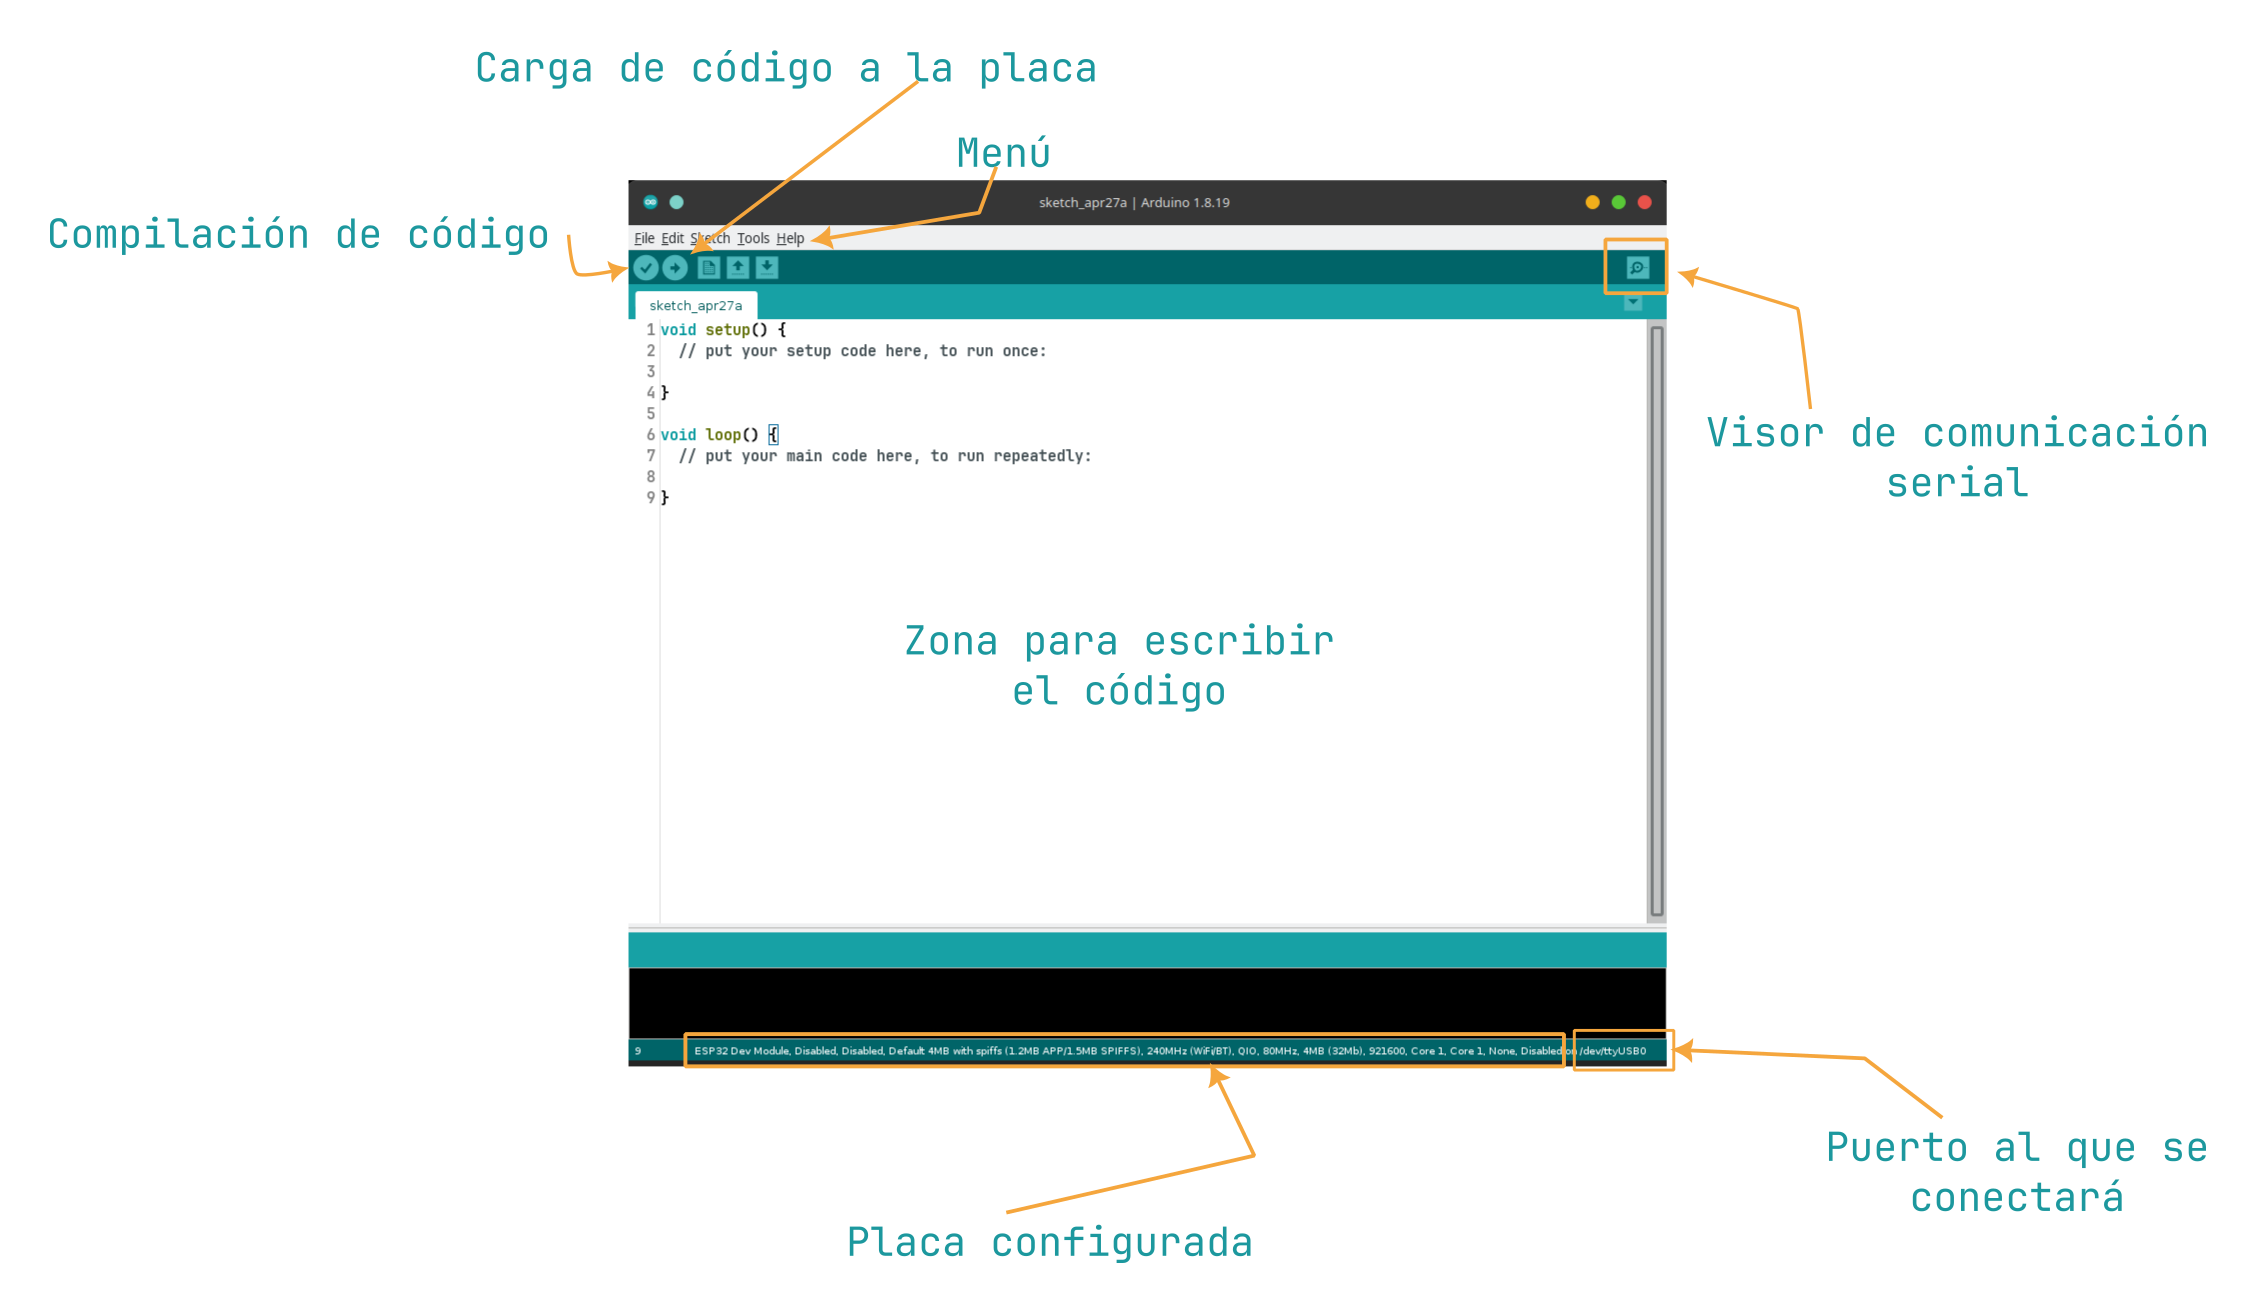 Carga de código a la placa
Menú
Compilación de código
sketch_apr27a | Arduino 1.8.19
File Edit Sketch Tools Help
sketch_apr27a
1 void setup() {
2 // put your setup code here, to run once:
3
4 }
5
6 void loop() {
7 // put your main code here, to run repeatedly:
8
9 }
Visor de comunicación
serial
Zona para escribir
el código
9 ESP32 Dev Module, Disabled, Disabled, Default 4MB with spiffs (1.2MB APP/1.5MB SPIFFS), 240MHz (WiFi/BT), QIO, 80MHz, 4MB (32Mb), 921600, Core 1, Core 1, None, Disabled on /dev/ttyUSB0
Puerto al que se
conectará
Placa configurada